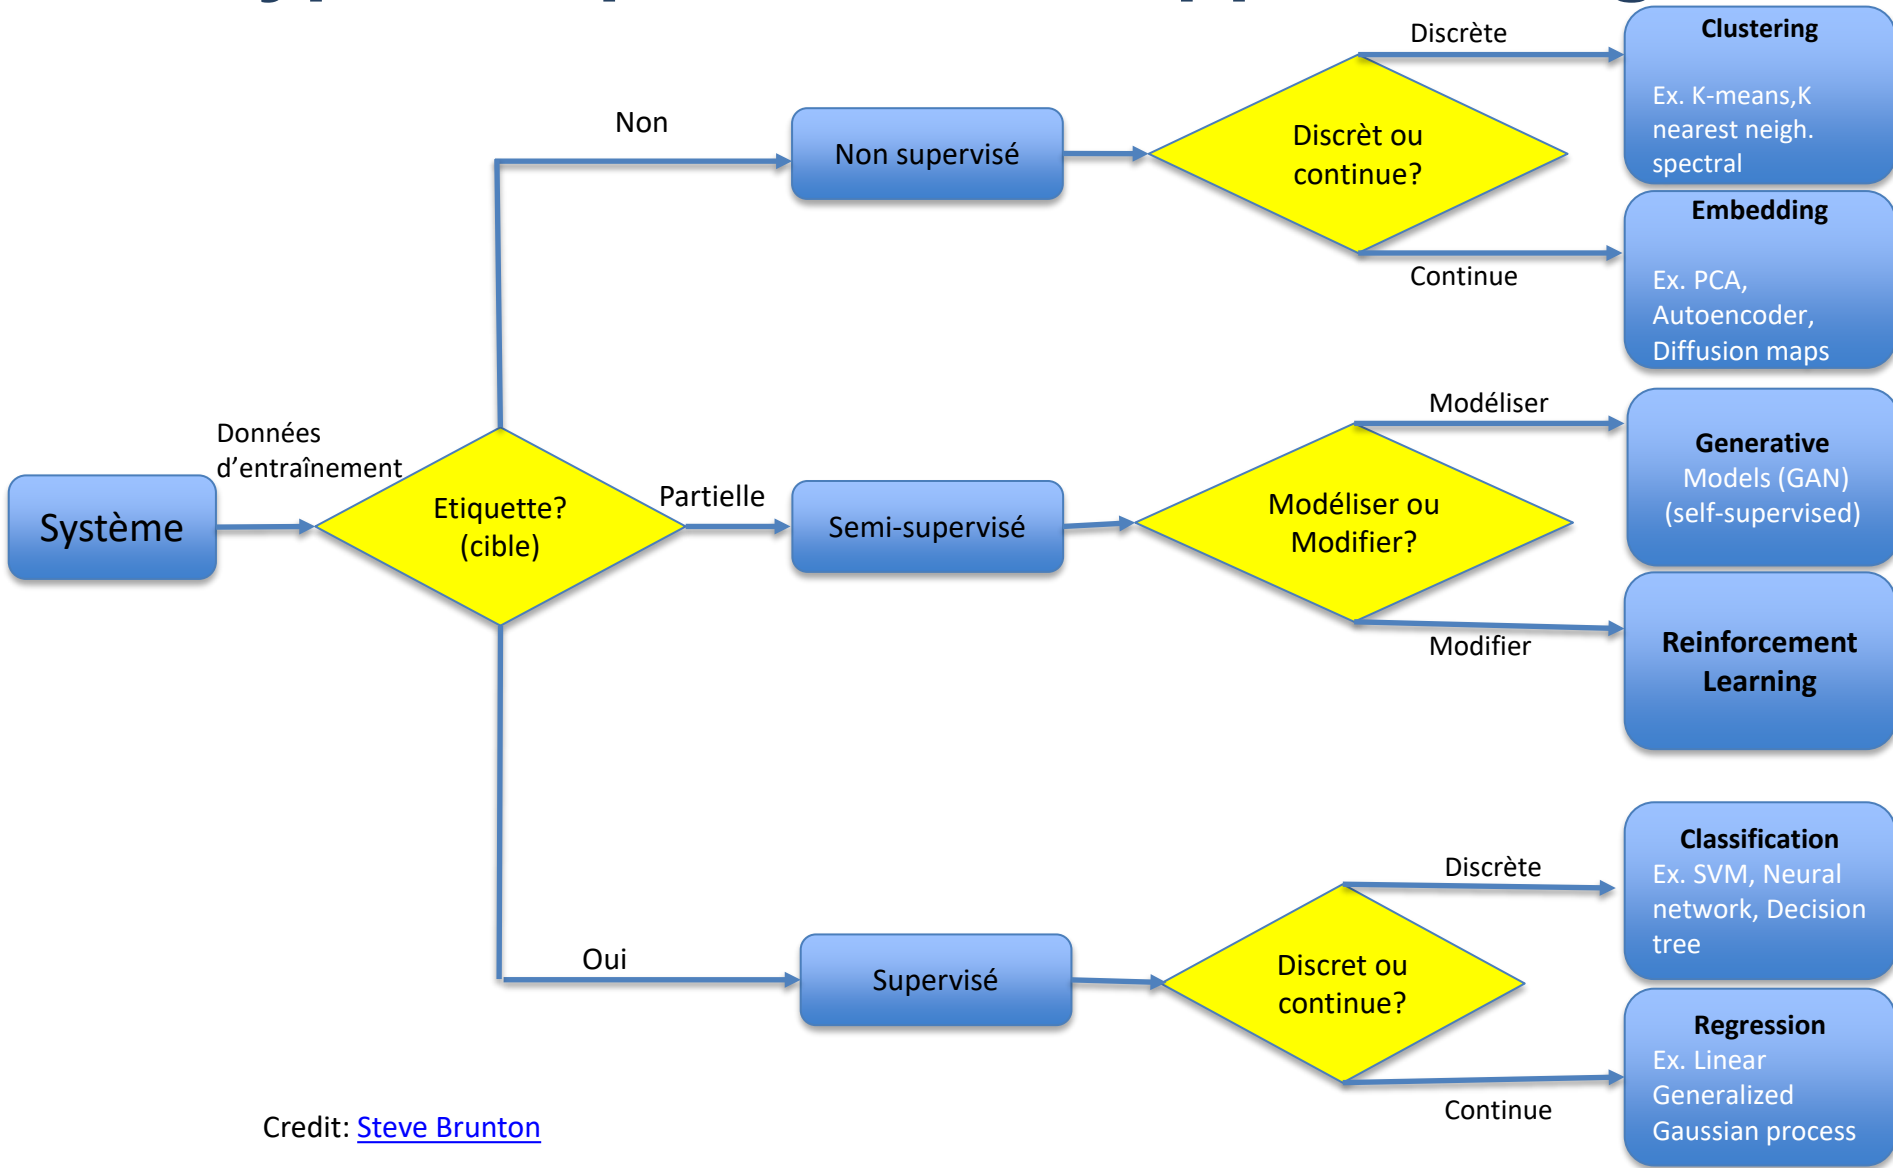 Discrète
Clustering
Ex. K-means,K
nearest neigh.
spectral
Non
Non supervisé
Discrèt ou
continue?
Embedding
Continue
Ex. PCA,
Autoencoder,
Diffusion maps
Modéliser
Données
d’entraînement
Generative
Models (GAN)
(self-supervised)
Système
Etiquette?
(cible)
Partielle
Semi-supervisé
Modéliser ou
Modifier?
Modifier
Reinforcement
Learning
Classification
Ex. SVM, Neural
network, Decision
tree
Discrète
Oui
Supervisé
Discret ou
continue?
Regression
Ex. Linear
Generalized
Gaussian process
Continue
Credit: Steve Brunton